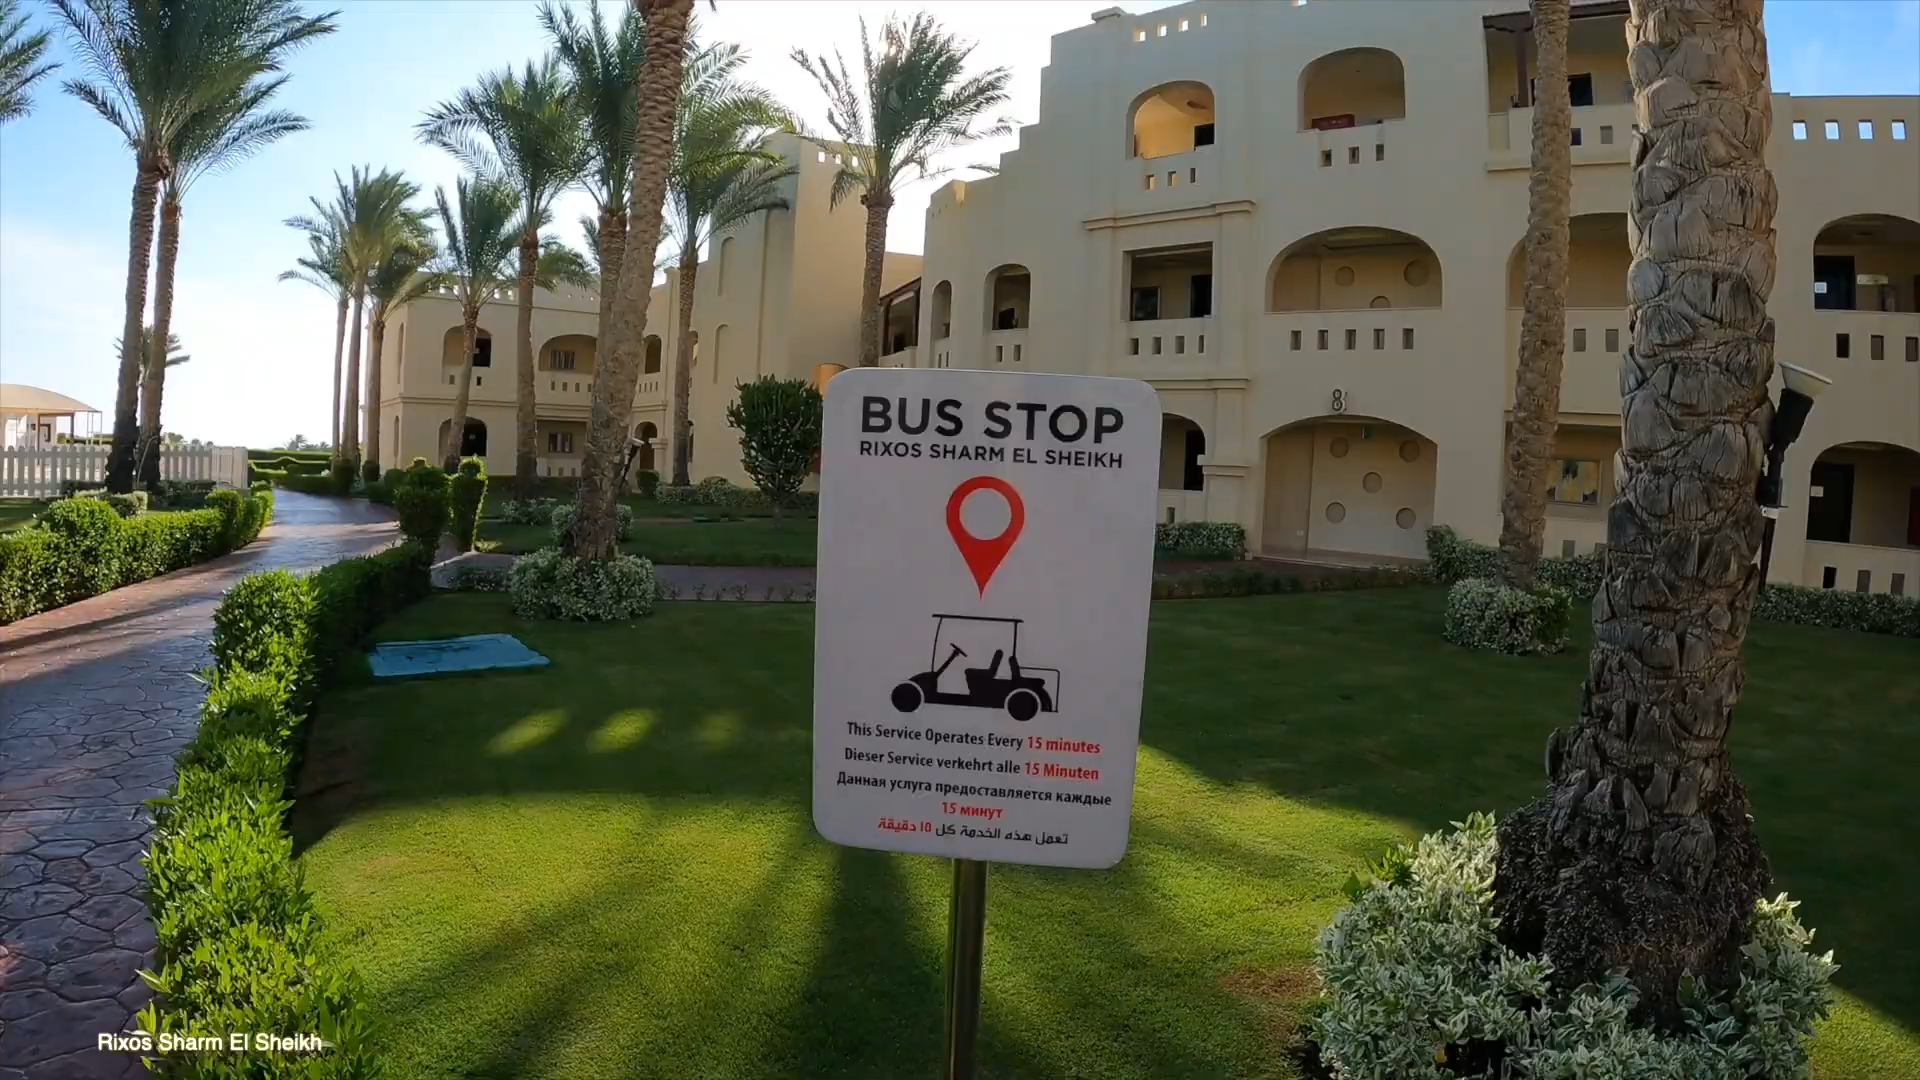 8
BUS STOP
RIXOS SHARM EL SHEIKH
This Service Operates Every 15 minutes
Dieser Service verkehrt alle 15 Minuten
Данная услуга предоставляется каждые
15 минут
تعمل هذه الخدمة كل ١٥ دقيقة
Rixos Sharm El Sheikh